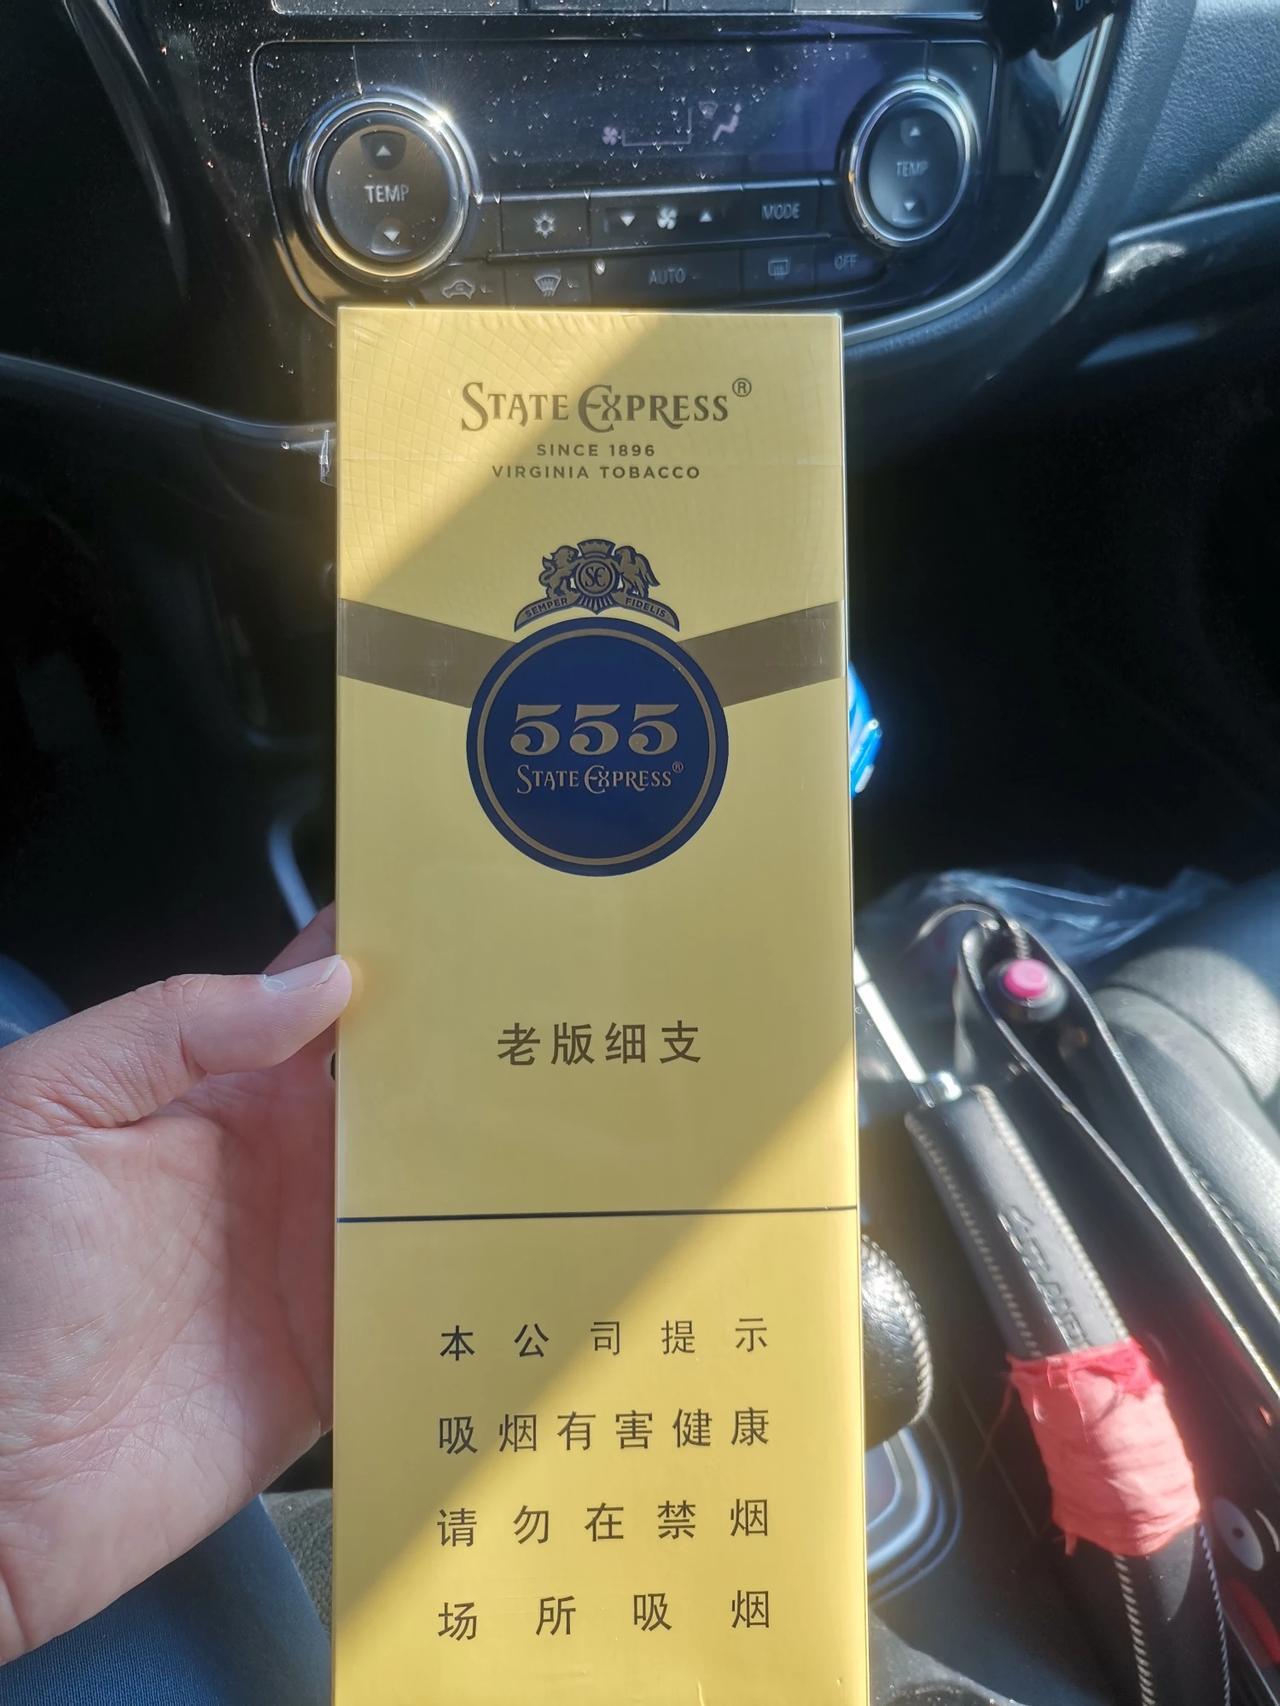 TEMP
TEMP
MODE
AUTO
OFF
STATE EXPRESS®
SINCE 1896
VIRGINIA TOBACCO
SE
SEMPER FIDELIS
555
STATE EXPRESS®
老版细支
本公司提示
吸烟有害健康
请勿在禁烟
场所吸烟